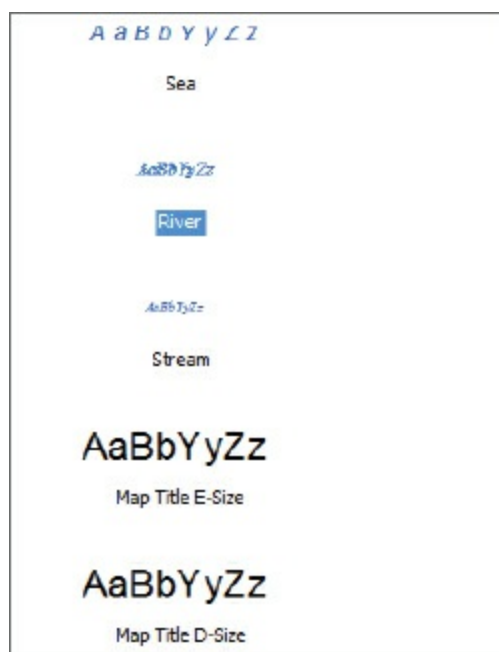 AaBbYyZz
Sea
AaBbYyZz
River
AaBbYyZz
Stream
AaBbYyZz
Map Title E-Size
AaBbYyZz
Map Title D-Size